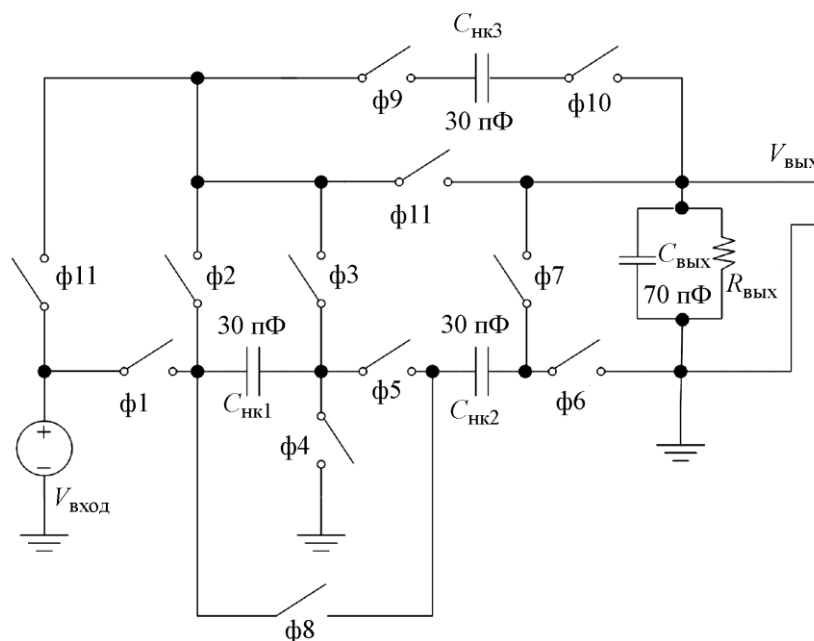 Cнк3
ф9
30 пФ
ф10
Vвых
ф11
ф11
ф2
ф3
ф7
Cвых
70 пФ
Rвых
30 пФ
30 пФ
ф1
Cнк1
ф5
Cнк2
ф6
ф4
+
−
Vвход
ф8